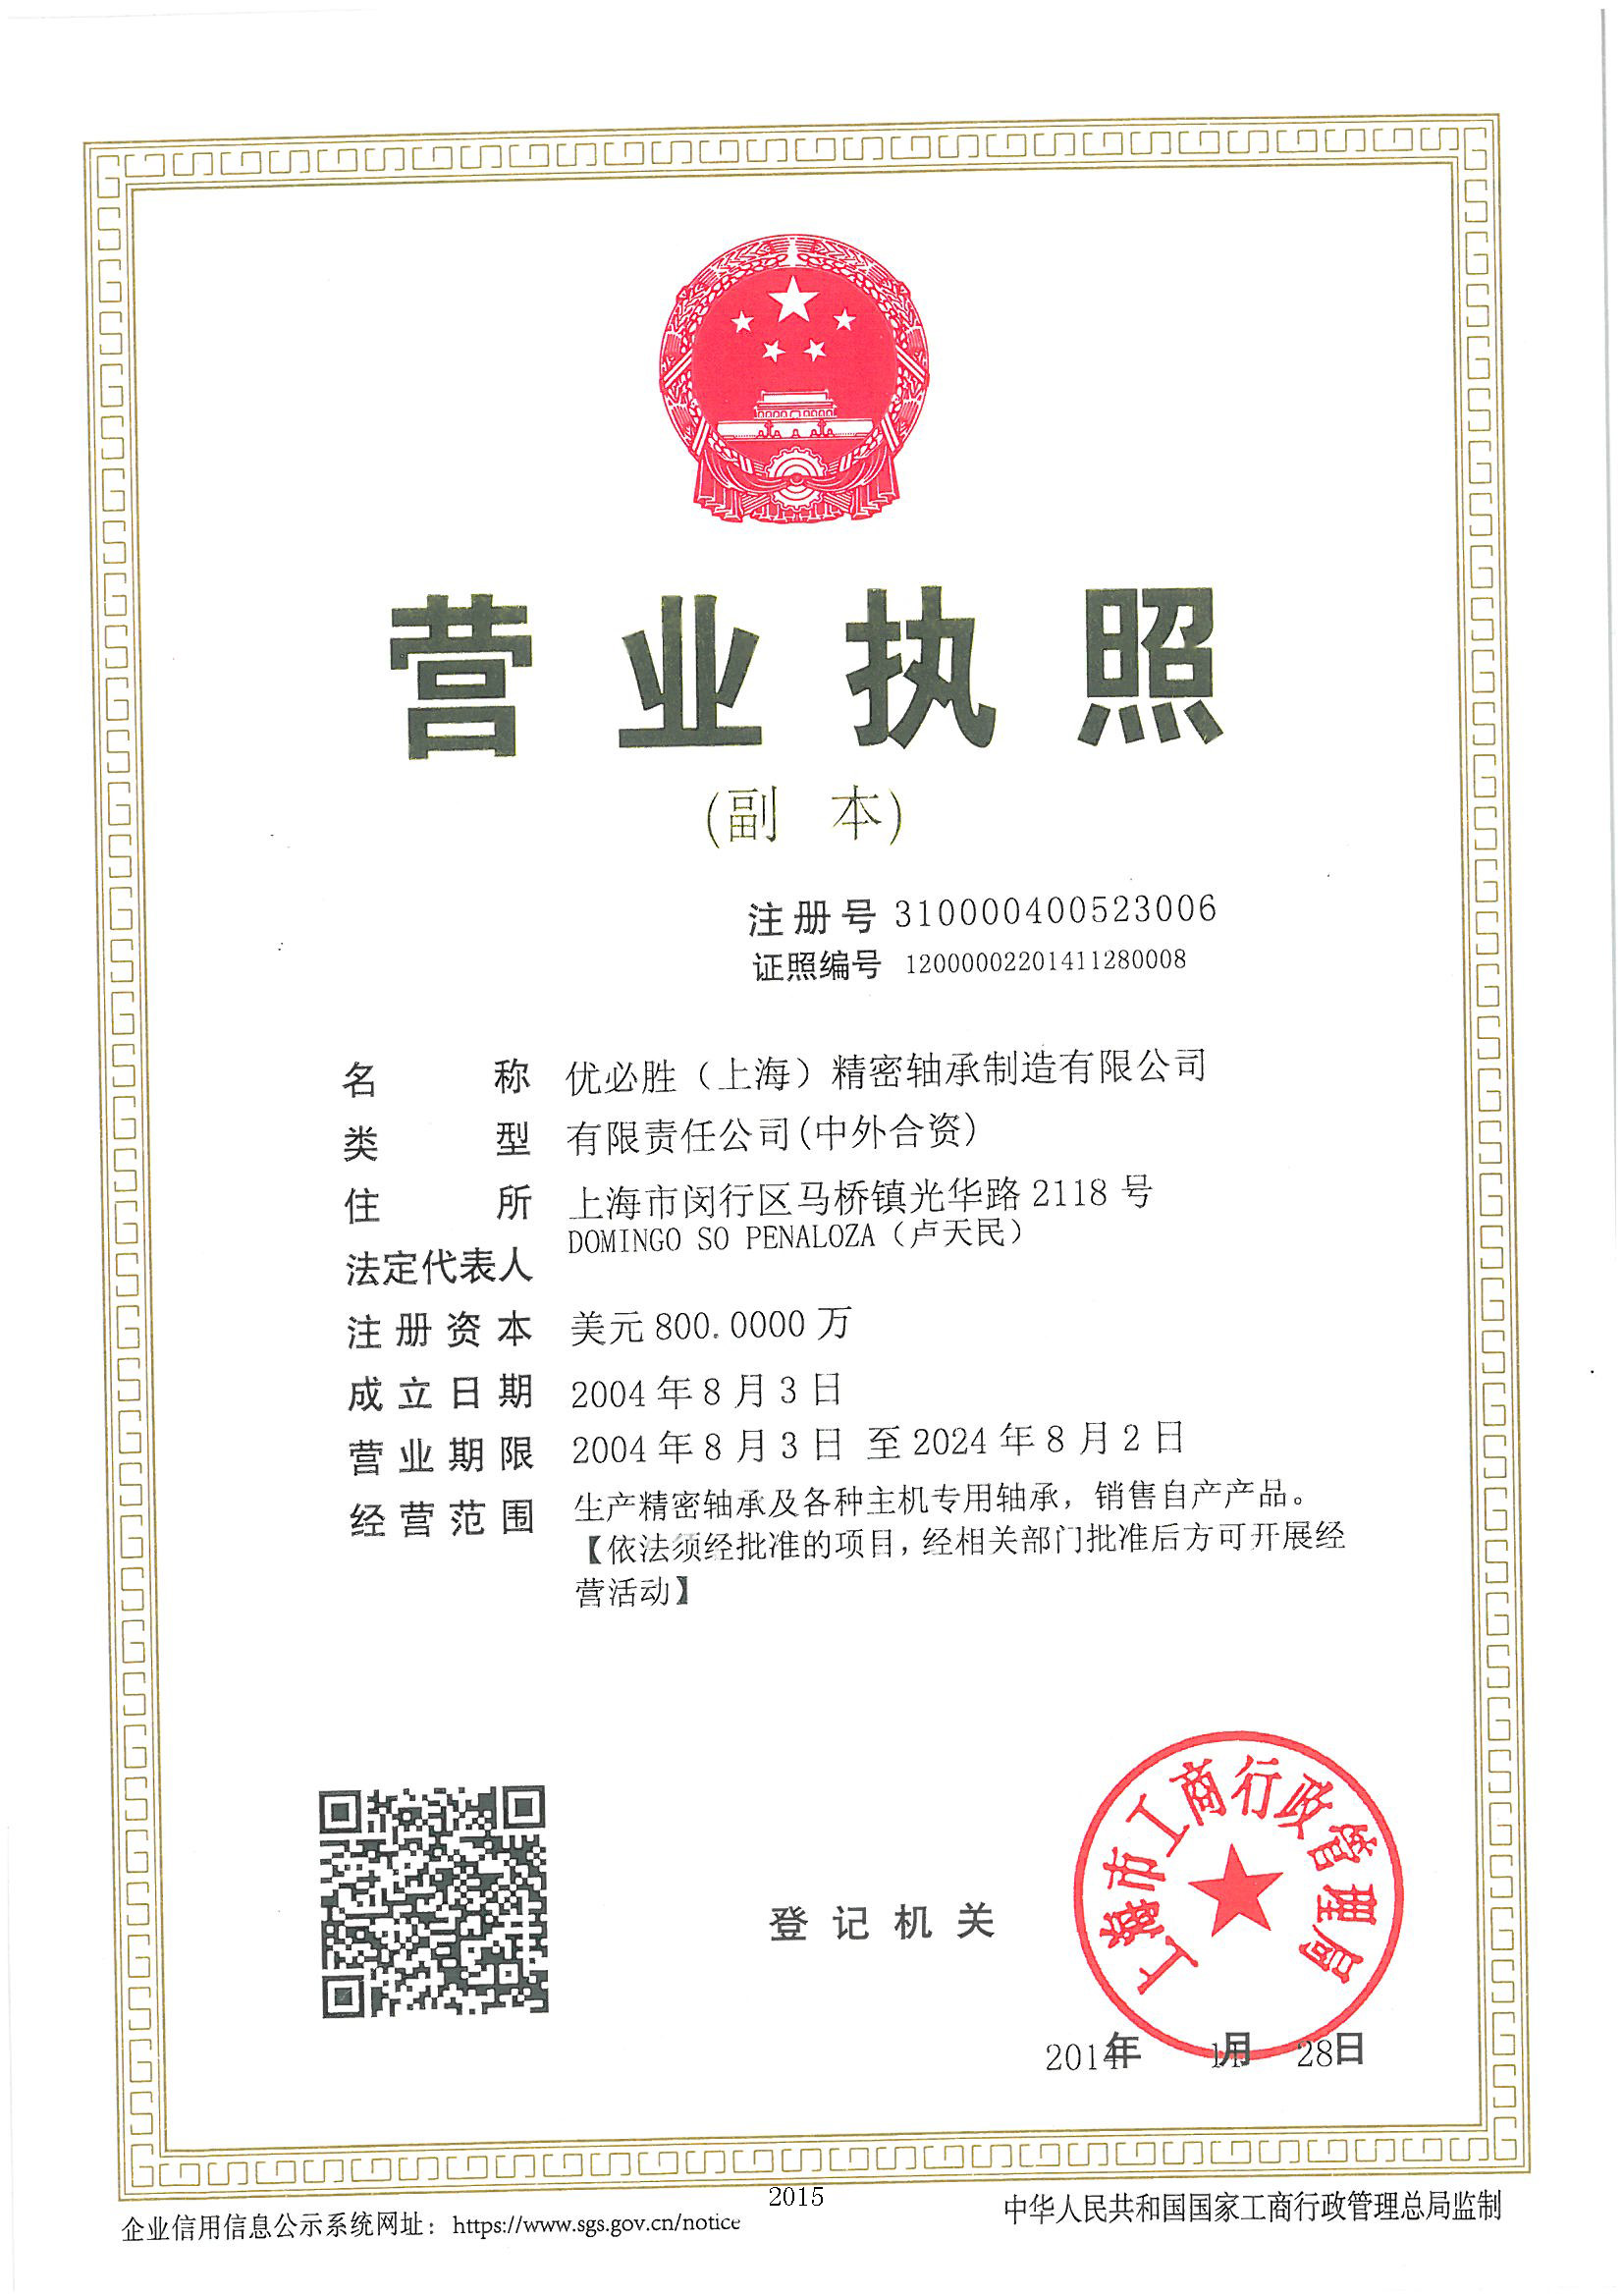 营业执照
(副 本)
注册号 310000400523006
证照编号 12000002201411280008
名 称 优必胜（上海）精密轴承制造有限公司
类 型 有限责任公司(中外合资)
住 所 上海市闵行区马桥镇光华路 2118 号
法定代表人 DOMINGO SO PENALOZA（卢天民）
注册资本 美元 800.0000 万
成立日期 2004 年 8 月 3 日
营业期限 2004 年 8 月 3 日 至 2024 年 8 月 2 日
经营范围 生产精密轴承及各种主机专用轴承，销售自产产品。
【依法须经批准的项目，经相关部门批准后方可开展经
营活动】
登记机关
上海市工商行政管理局
2014年 11月 28日
2015
企业信用信息公示系统网址：https://www.sgs.gov.cn/notice
中华人民共和国国家工商行政管理总局监制